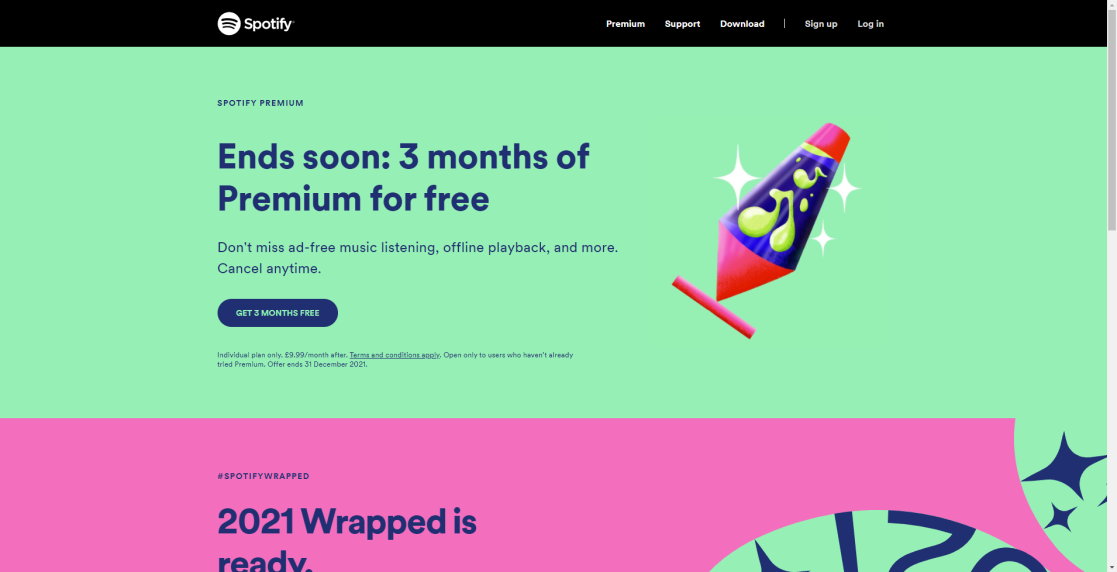 Spotify
Premium
Support
Download
Sign up
Log in
SPOTIFY PREMIUM
Ends soon: 3 months of
Premium for free
Don't miss ad-free music listening, offline playback, and more.
Cancel anytime.
GET 3 MONTHS FREE
Individual plan only. £9.99/month after. Terms and conditions apply. Open only to users who haven't already
tried Premium. Offer ends 31 December 2021.
#SPOTIFYWRAPPED
2021 Wrapped is
ready.